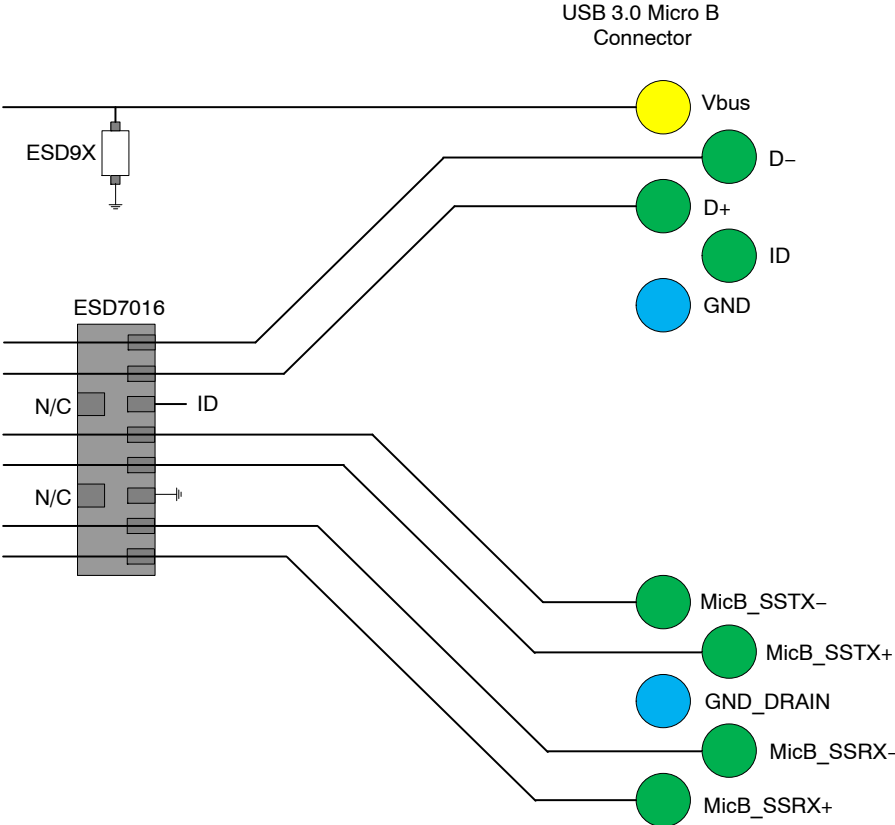 USB 3.0 Micro B
Connector
Vbus
ESD9X
D−
D+
ID
ESD7016
GND
N/C
ID
N/C
MicB_SSTX−
MicB_SSTX+
GND_DRAIN
MicB_SSRX−
MicB_SSRX+